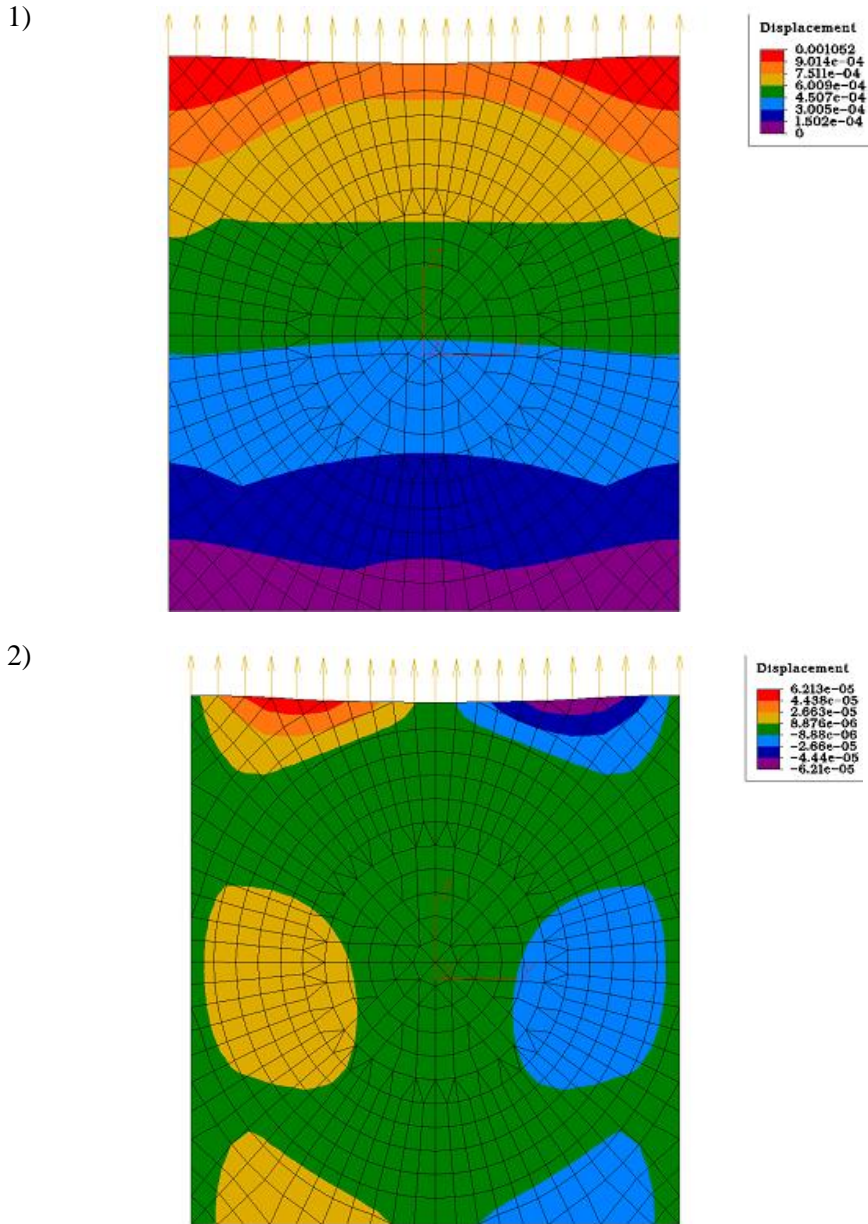 1)
Displacement
0.001052
9.014e-04
7.511e-04
6.009e-04
4.507e-04
3.005e-04
1.502e-04
0
2)
Displacement
6.213e-05
4.438e-05
2.663e-05
8.876e-06
-8.88e-06
-2.66e-05
-4.44e-05
-6.21e-05